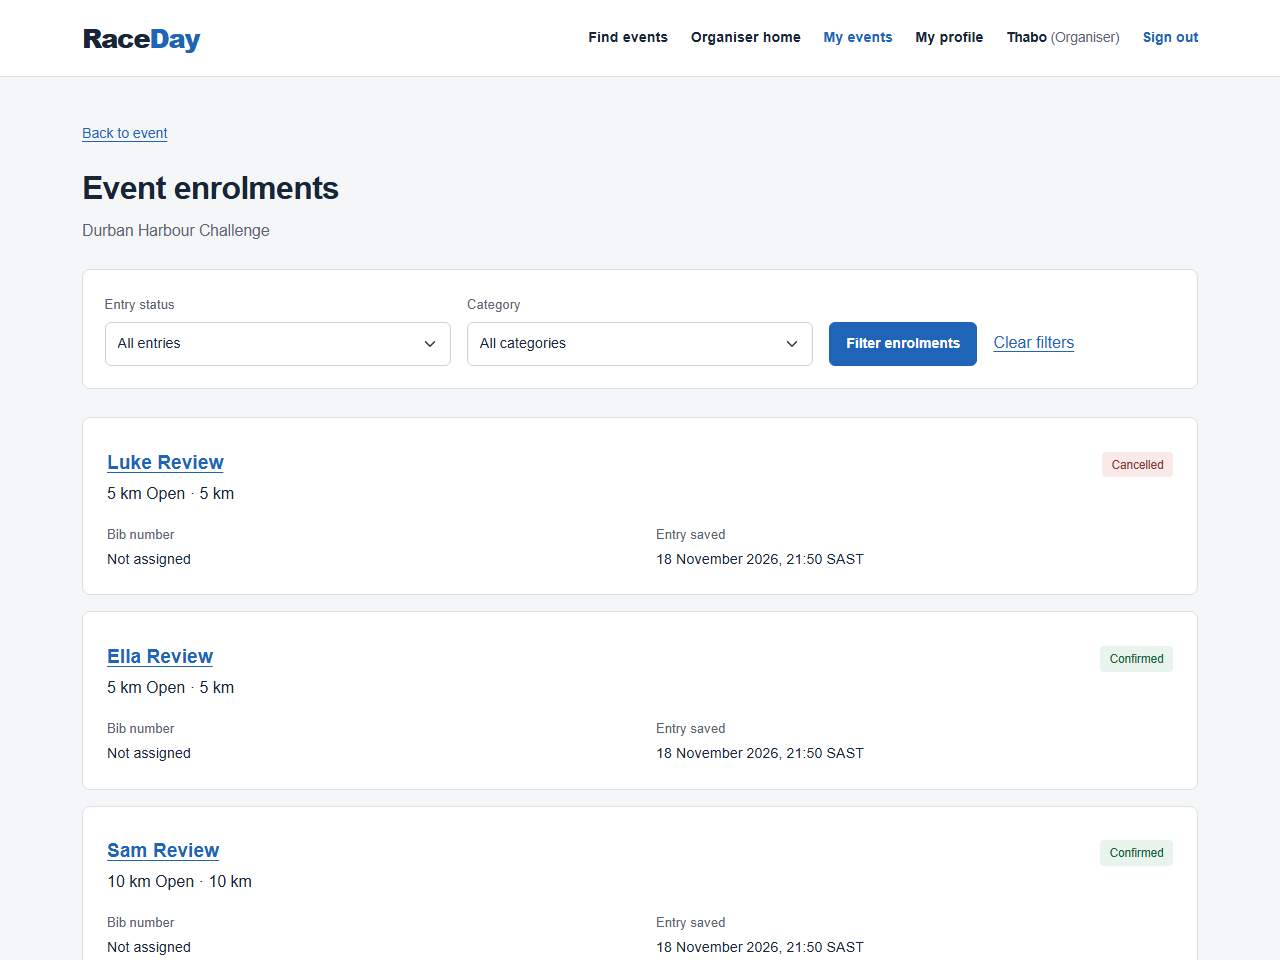 RaceDay
Find events Organiser home My events My profile Thabo (Organiser) Sign out
Back to event
Event enrolments
Durban Harbour Challenge
Entry status Category
All entries All categories Filter enrolments Clear filters
Luke Review Cancelled
5 km Open · 5 km
Bib number Entry saved
Not assigned 18 November 2026, 21:50 SAST
Ella Review Confirmed
5 km Open · 5 km
Bib number Entry saved
Not assigned 18 November 2026, 21:50 SAST
Sam Review Confirmed
10 km Open · 10 km
Bib number Entry saved
Not assigned 18 November 2026, 21:50 SAST